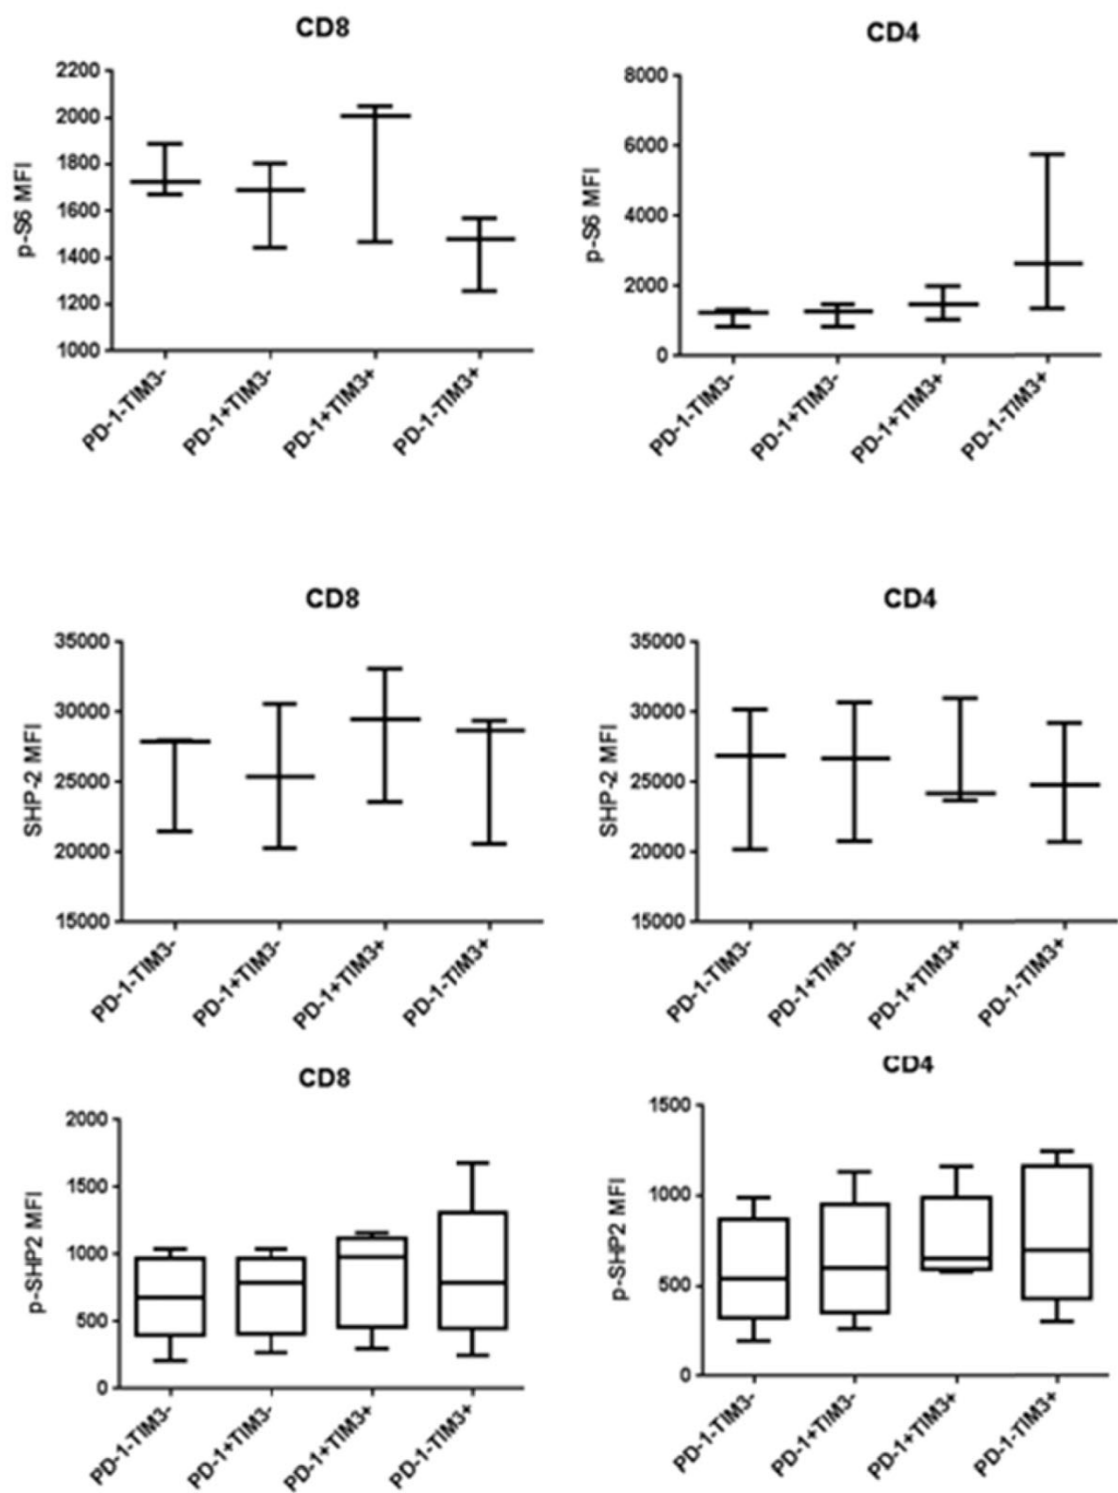 CD8
2200
2000
1800
1600
1400
1200
1000
p-S6 MFI
PD-1-TIM3-
PD-1+TIM3-
PD-1+TIM3+
PD-1-TIM3+
CD4
8000
6000
4000
2000
0
p-S6 MFI
PD-1-TIM3-
PD-1+TIM3-
PD-1+TIM3+
PD-1-TIM3+
CD8
35000
30000
25000
20000
15000
SHP-2 MFI
PD-1-TIM3-
PD-1+TIM3-
PD-1+TIM3+
PD-1-TIM3+
CD4
35000
30000
25000
20000
15000
SHP-2 MFI
PD-1-TIM3-
PD-1+TIM3-
PD-1+TIM3+
PD-1-TIM3+
CD8
2000
1500
1000
500
0
p-SHP2 MFI
PD-1-TIM3-
PD-1+TIM3-
PD-1+TIM3+
PD-1-TIM3+
CD4
1500
1000
500
0
p-SHP2 MFI
PD-1-TIM3-
PD-1+TIM3-
PD-1+TIM3+
PD-1-TIM3+